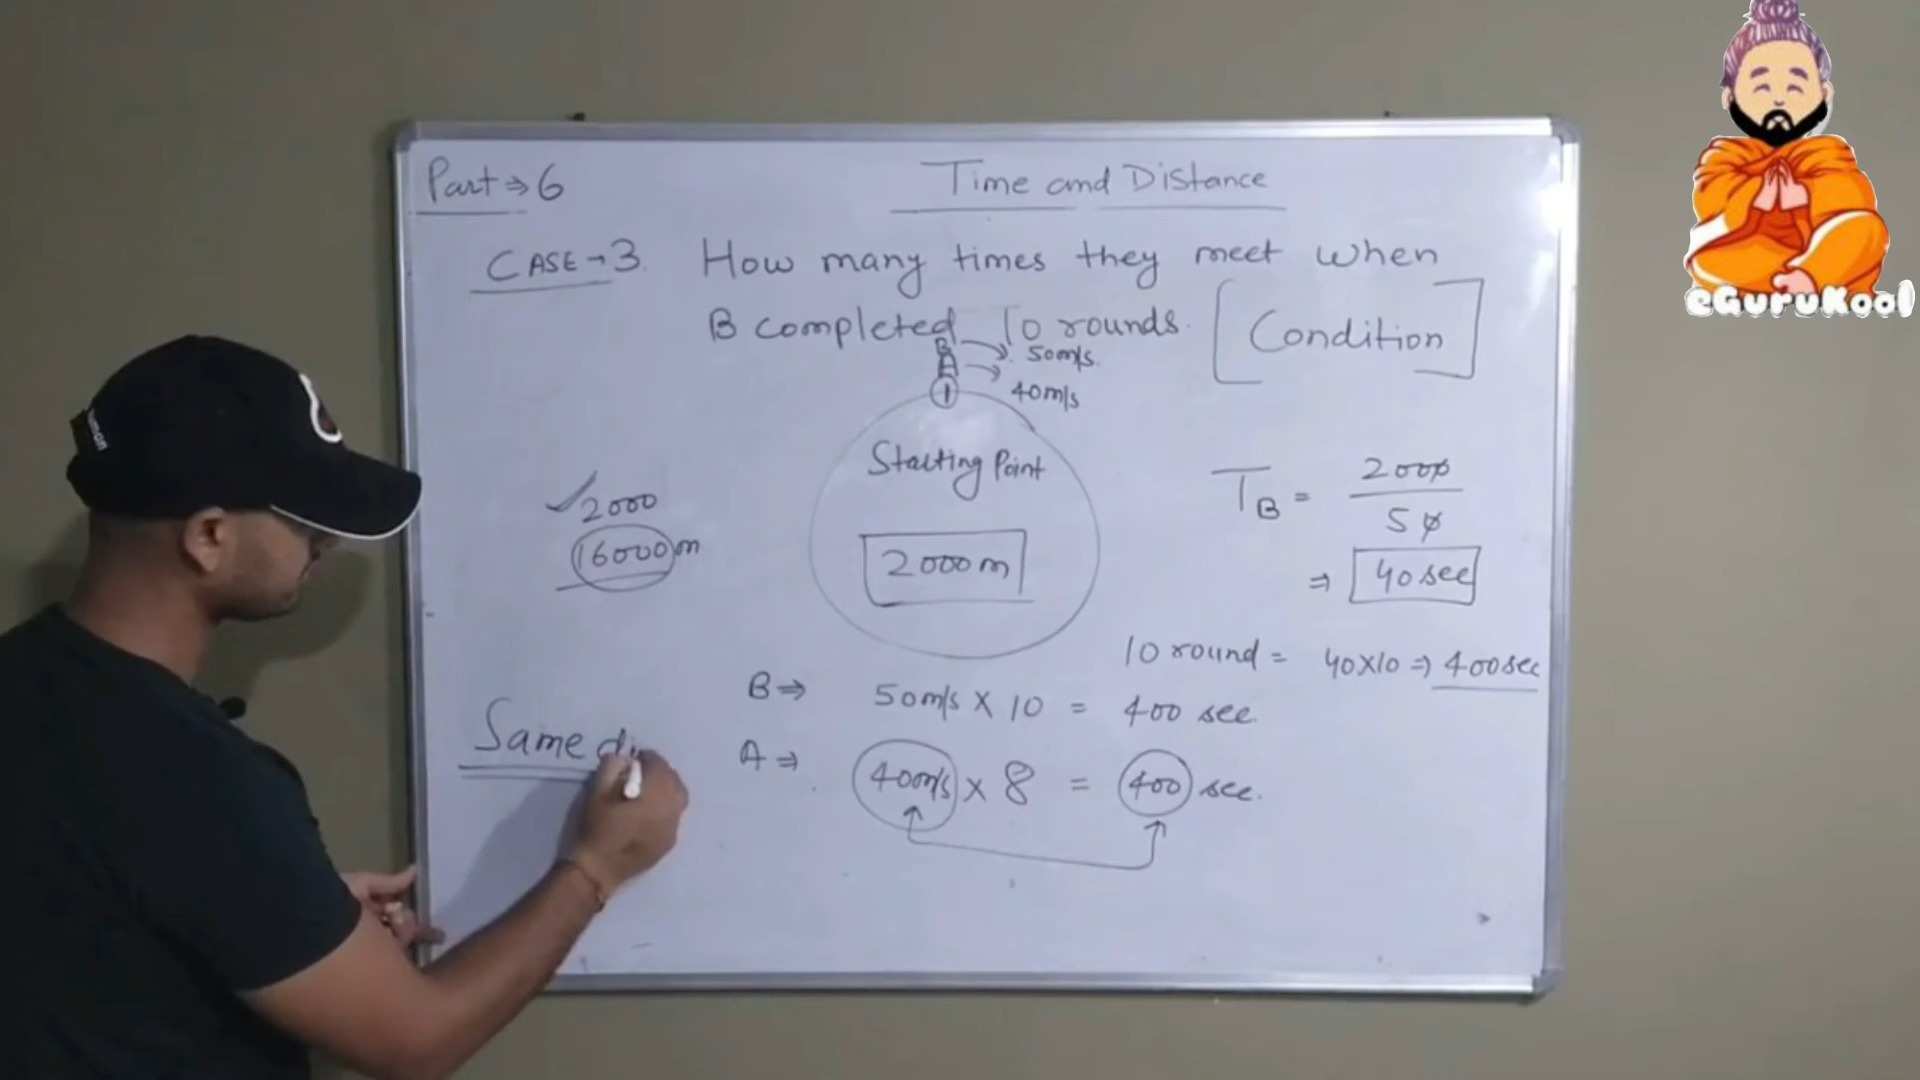 Part ⇒ 6
Time and Distance
CASE → 3. How many times they meet when
B completed 10 rounds. [Condition]
B → 50m/s.
A → 40m/s
1
Starting Point
2000m
✓2000
16000m
T_B = 2000/50
⇒ 40 sec
10 round = 40×10 ⇒ 400 sec
B ⇒ 50m/s × 10 = 400 sec.
A ⇒ 40m/s × 8 = 400 sec.
Same di
eGuruKool